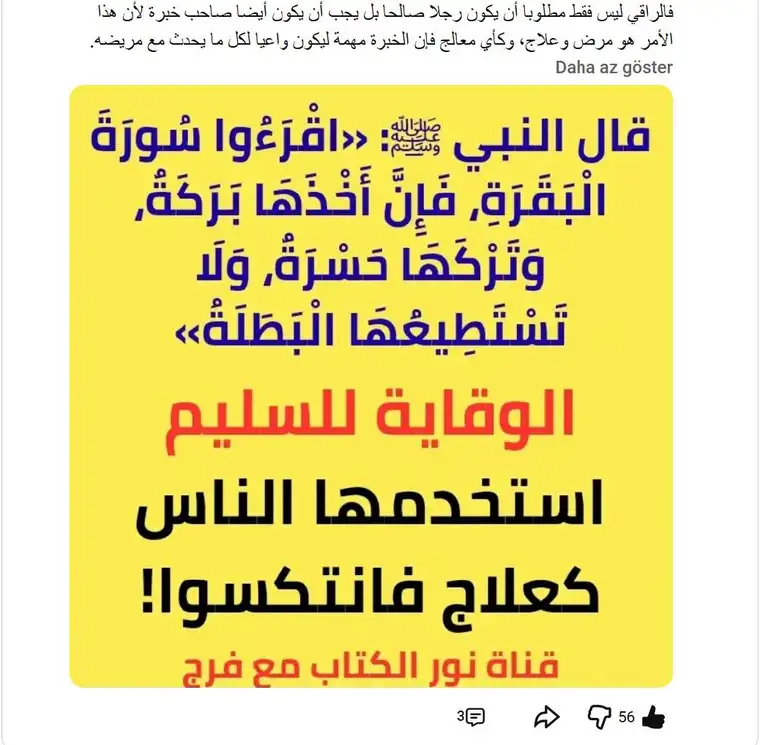 فالراقي ليس فقط مطلوبا أن يكون رجلا صالحا بل يجب أن يكون أيضا صاحب خبرة لأن هذا
الأمر هو مرض وعلاج، وكأي معالج فإن الخبرة مهمة ليكون واعيا لكل ما يحدث مع مريضه.
Daha az göster
قال النبي ﷺ: «اقْرَءُوا سُورَةَ
الْبَقَرَةِ، فَإِنَّ أَخْذَهَا بَرَكَةٌ،
وَتَرْكَهَا حَسْرَةٌ، وَلَا
تَسْتَطِيعُهَا الْبَطَلَةُ»
الوقاية للسليم
استخدمها الناس
كعلاج فانتكسوا!
قناة نور الكتاب مع فرج
56
3